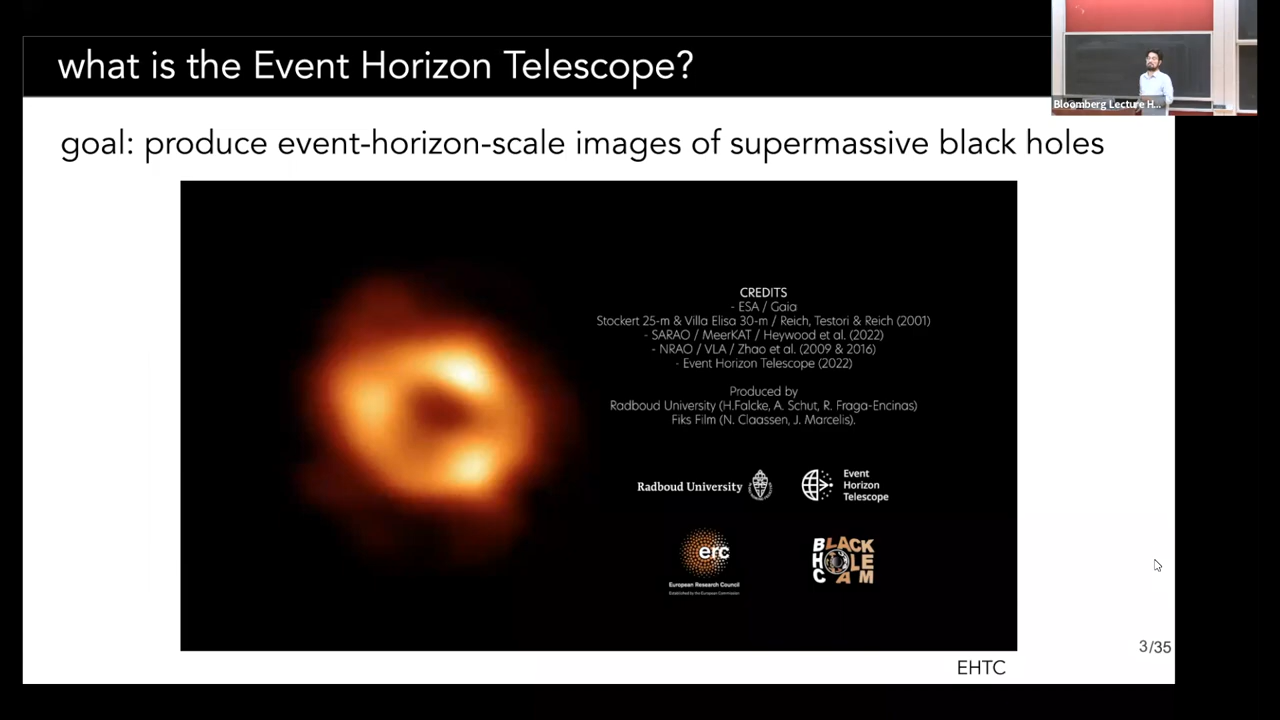 what is the Event Horizon Telescope?
Bloomberg Lecture H...
goal: produce event-horizon-scale images of supermassive black holes
CREDITS
- ESA / Gaia
Stockert 25-m & Villa Elisa 30-m / Reich, Testori & Reich (2001)
- SARAO / MeerKAT / Heywood et al. (2022)
- NRAO / VLA / Zhao et al. (2009 & 2016)
- Event Horizon Telescope (2022)
Produced by
Radboud University (H.Falcke, A. Schut, R. Fraga-Encinas)
Fiks Film (N. Claassen, J. Marcelis).
Radboud University
Event
Horizon
Telescope
erc
European Research Council
Established by the European Commission
BLACK
HOLE
CAM
3/35
EHTC